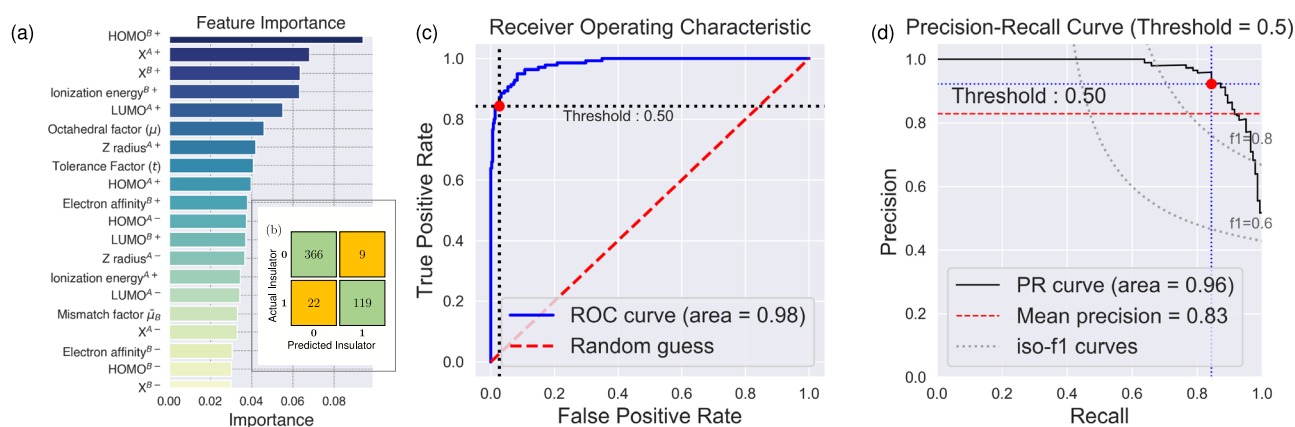 (a)
Feature Importance
HOMO^{B+}
X^{A+}
X^{B+}
Ionization energy^{B+}
LUMO^{A+}
Octahedral factor (μ)
Z radius^{A+}
Tolerance Factor (t)
HOMO^{A+}
Electron affinity^{B+}
HOMO^{A−}
LUMO^{B+}
Z radius^{A−}
Ionization energy^{A+}
LUMO^{A−}
Mismatch factor μ̄_B
X^{A−}
Electron affinity^{B−}
HOMO^{B−}
X^{B−}
0.00 0.02 0.04 0.06 0.08
Importance
(b)
Actual Insulator
0 366 9
1 22 119
0 1
Predicted Insulator
(c)
Receiver Operating Characteristic
True Positive Rate
1.0
0.8
0.6
0.4
0.2
0.0
Threshold : 0.50
ROC curve (area = 0.98)
Random guess
0.0 0.2 0.4 0.6 0.8 1.0
False Positive Rate
(d)
Precision-Recall Curve (Threshold = 0.5)
Precision
1.0
0.8
0.6
0.4
0.2
0.0
Threshold : 0.50
f1=0.8
f1=0.6
PR curve (area = 0.96)
Mean precision = 0.83
iso-f1 curves
0.0 0.2 0.4 0.6 0.8 1.0
Recall